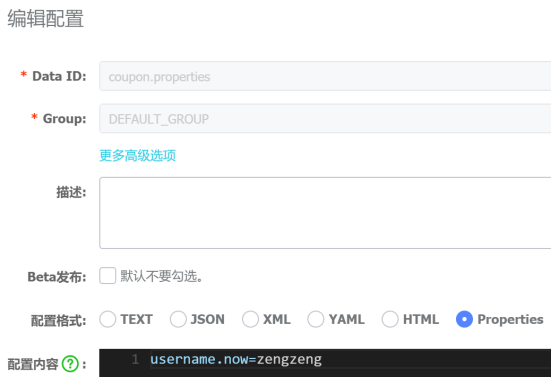 编辑配置
* Data ID: coupon.properties
* Group: DEFAULT_GROUP
更多高级选项
描述:
Beta发布: 默认不要勾选。
配置格式: TEXT JSON XML YAML HTML Properties
配置内容 ? : 1 username.now=zengzeng